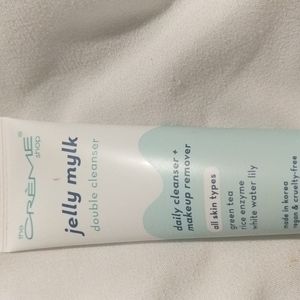 the
CRÈME®
shop
jelly mylk
double cleanser
daily cleanser +
makeup remover
all skin types
green tea
rice enzyme
white water lily
made in korea
vegan & cruelty-free